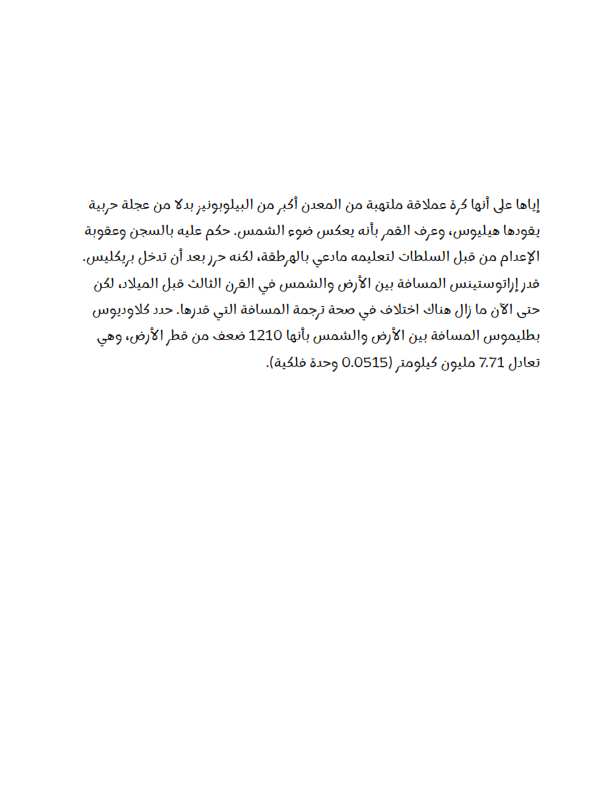 إياها على أنها كرة عملاقة ملتهبة من المعدن أكبر من البيلوبونيز بدلا من عجلة حربية
يقودها هيليوس، وعرف القمر بأنه يعكس ضوء الشمس. حكم عليه بالسجن وعقوبة
الإعدام من قبل السلطات لتعليمه مادعي بالهرطقة، لكنه حرر بعد أن تدخل بريكليس.
قدر إراتوستينس المسافة بين الأرض والشمس في القرن الثالث قبل الميلاد، لكن
حتى الآن ما زال هناك اختلاف في صحة ترجمة المسافة التي قدرها. حدد كلاوديوس
بطليموس المسافة بين الأرض والشمس بأنها 1210 ضعف من قطر الأرض، وهي
تعادل 7.71 مليون كيلومتر (0.0515 وحدة فلكية).